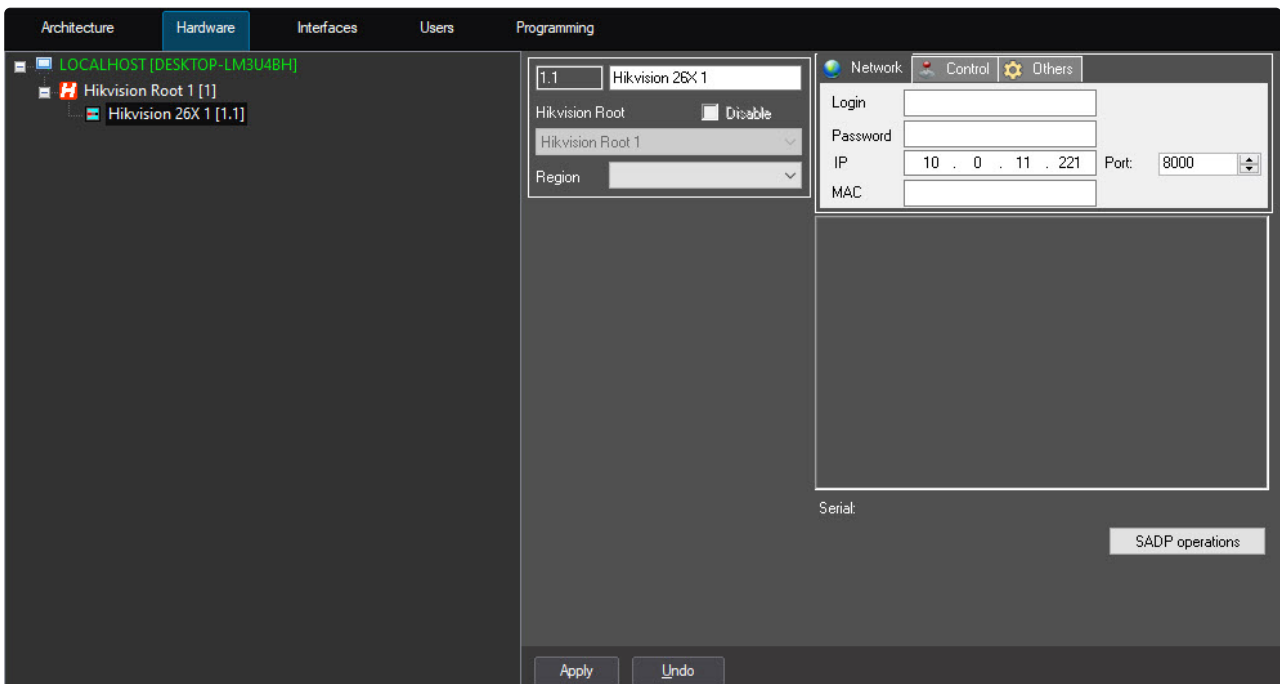 Architecture Hardware Interfaces Users Programming
LOCALHOST [DESKTOP-LM3U4BH]
Hikvision Root 1 [1]
Hikvision 26X 1 [1.1]
1.1 Hikvision 26X 1
Hikvision Root Disable
Hikvision Root 1
Region
Network Control Others
Login
Password
IP 10 . 0 . 11 . 221 Port: 8000
MAC
Serial:
SADP operations
Apply Undo